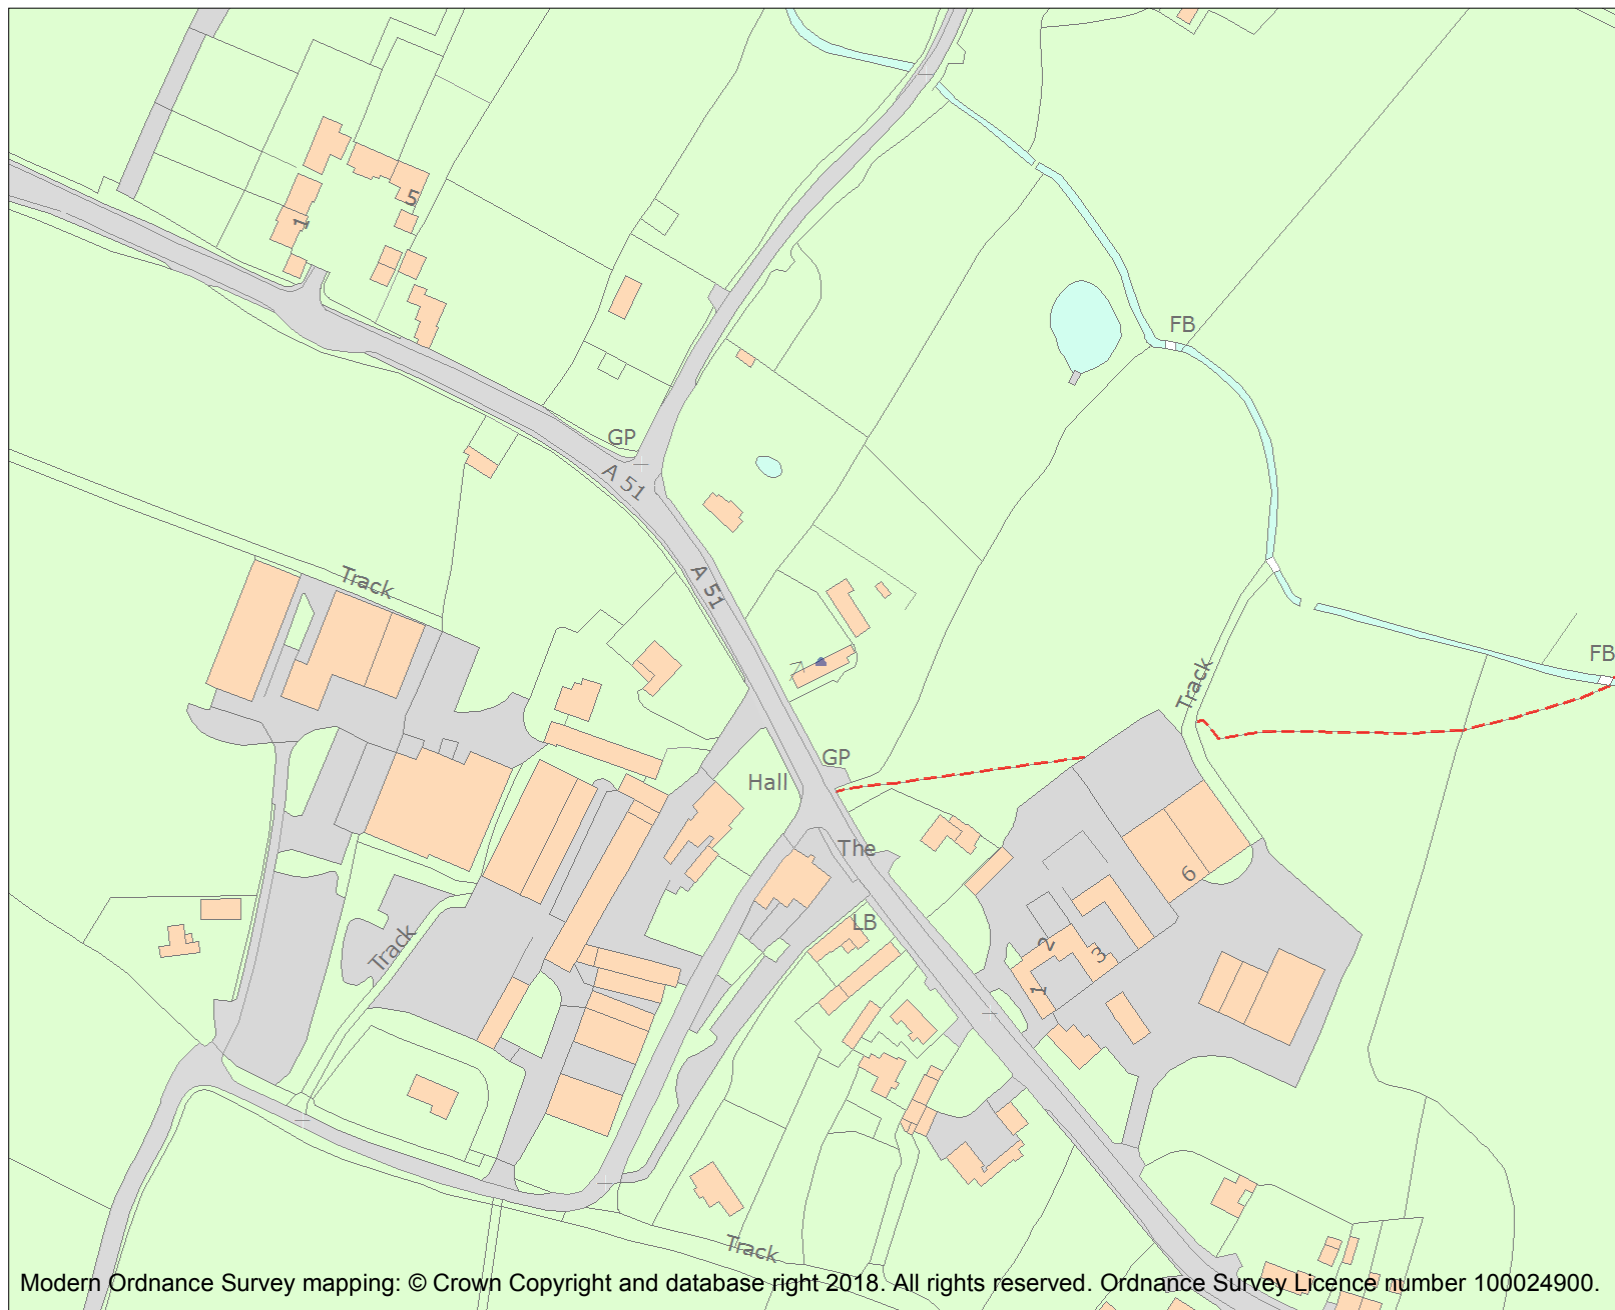 5
1
FB
GP
A 51
A 51
Track
FB
Track
7
GP
Hall
The
6
LB
Track
2
3
1
Track
Modern Ordnance Survey mapping: © Crown Copyright and database right 2018. All rights reserved. Ordnance Survey Licence number 100024900.